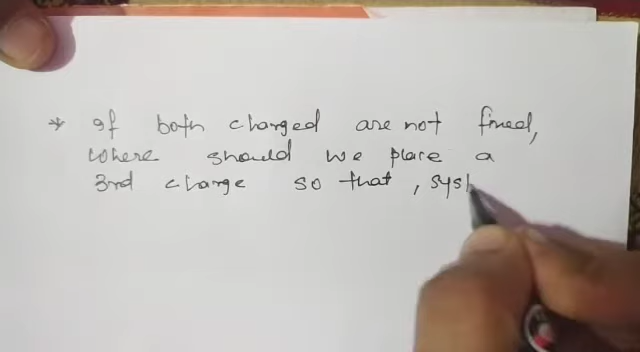 * If both charged are not fixed,
where should we place a
3rd charge so that, syst